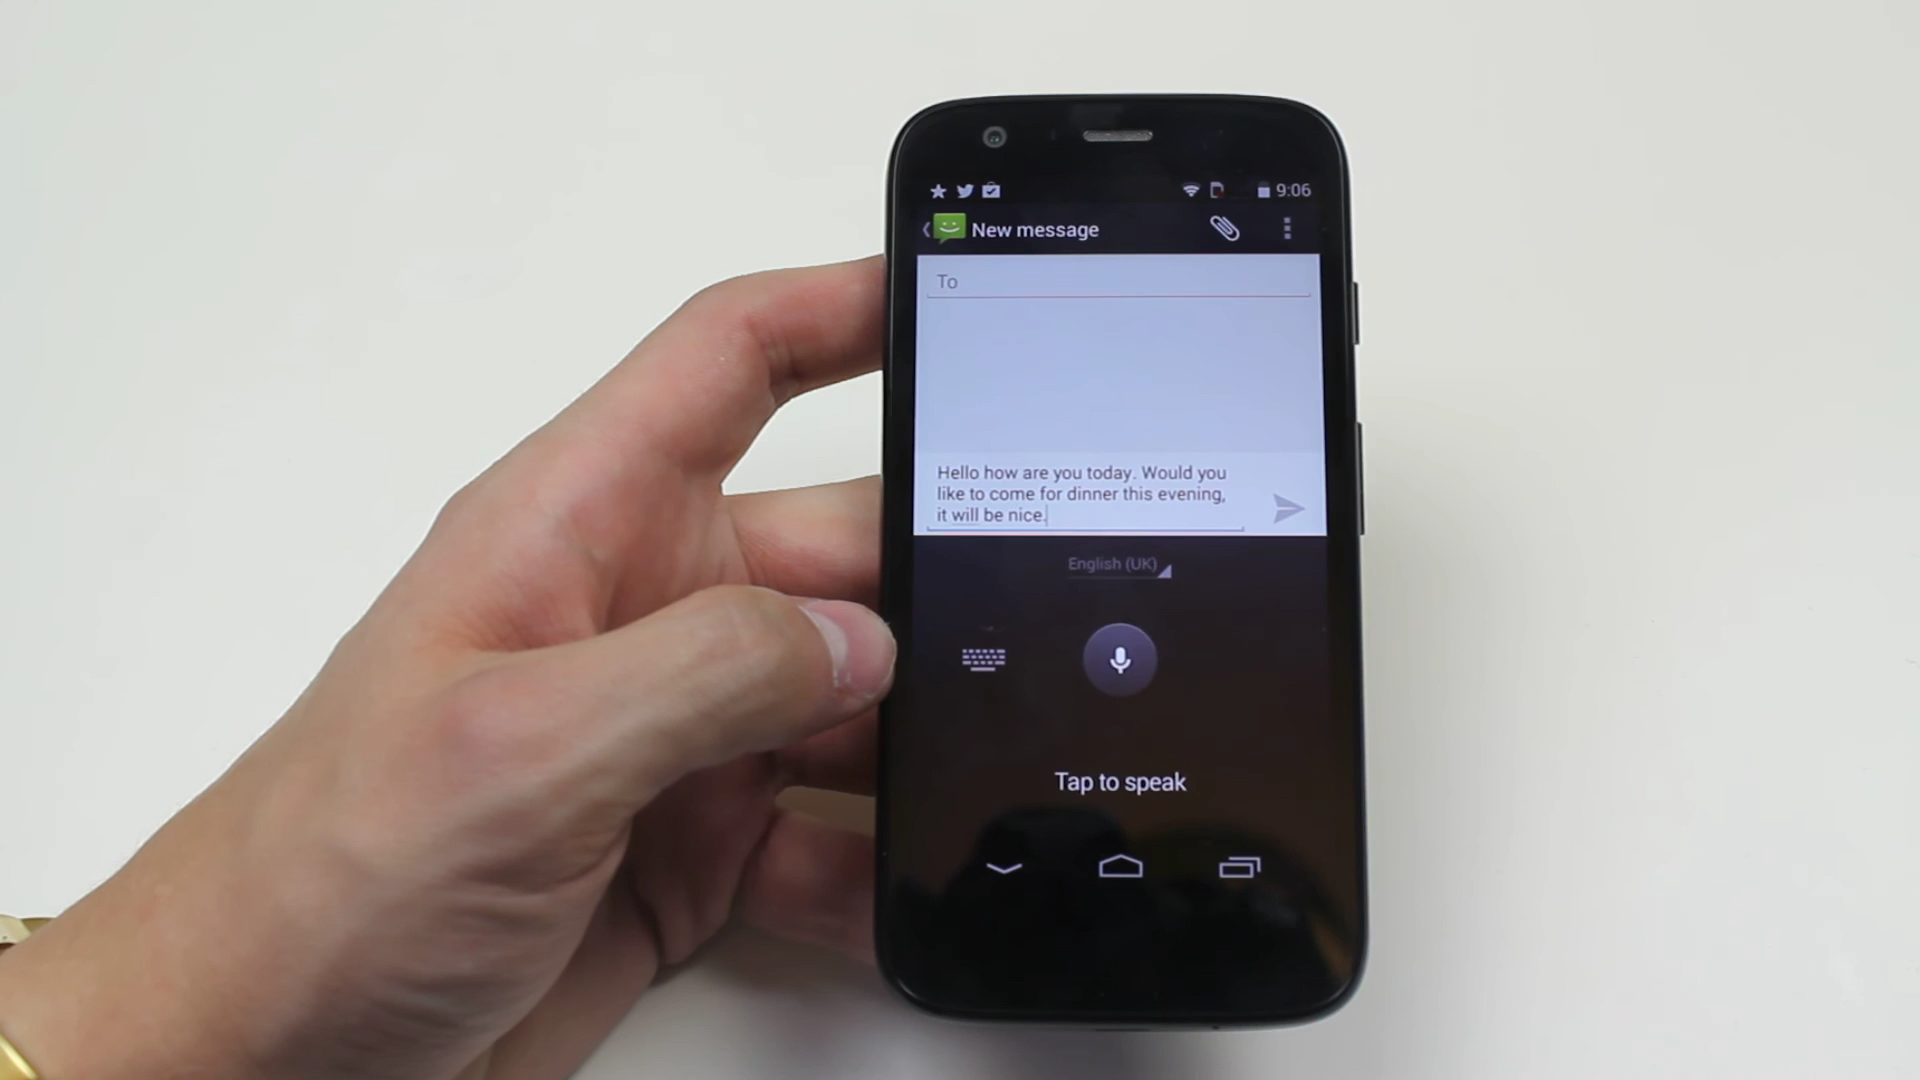 9:06
New message
To
Hello how are you today. Would you
like to come for dinner this evening,
it will be nice.
English (UK)
Tap to speak